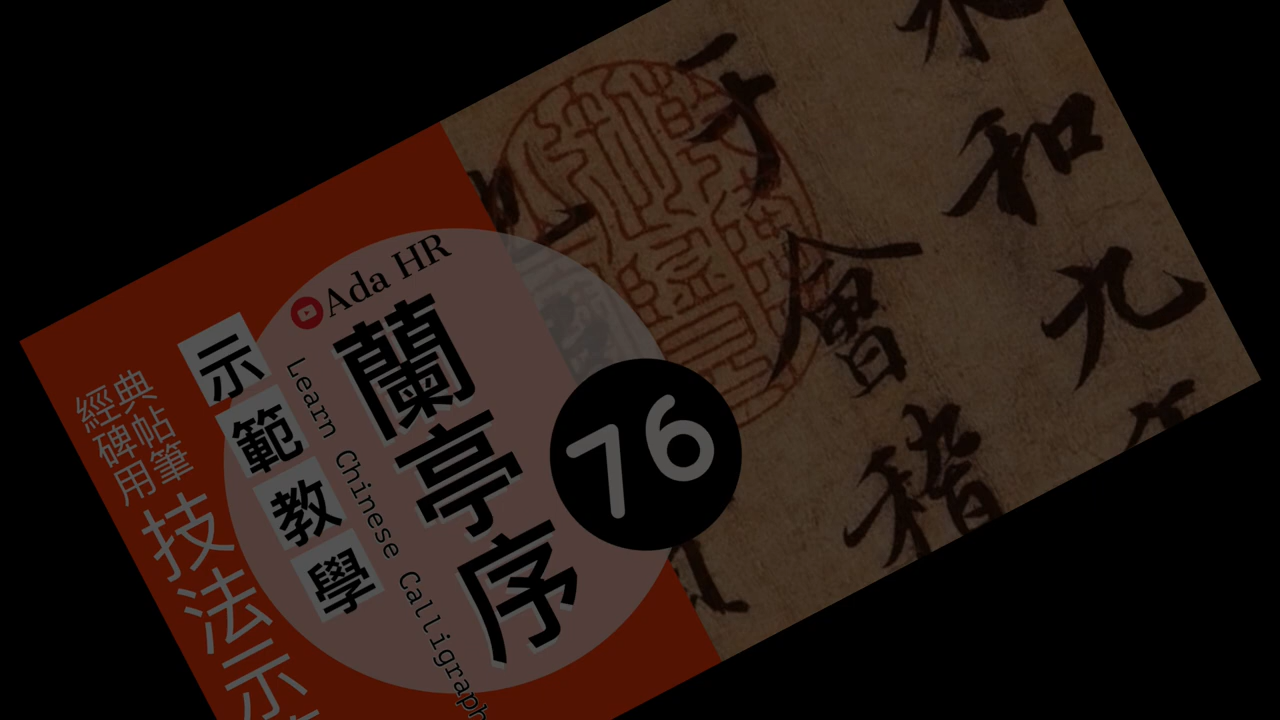 Ada HR
蘭亭序
Learn Chinese Calligraph
示範教學
經典
碑帖
用筆
技法示
76
和九
于會稽